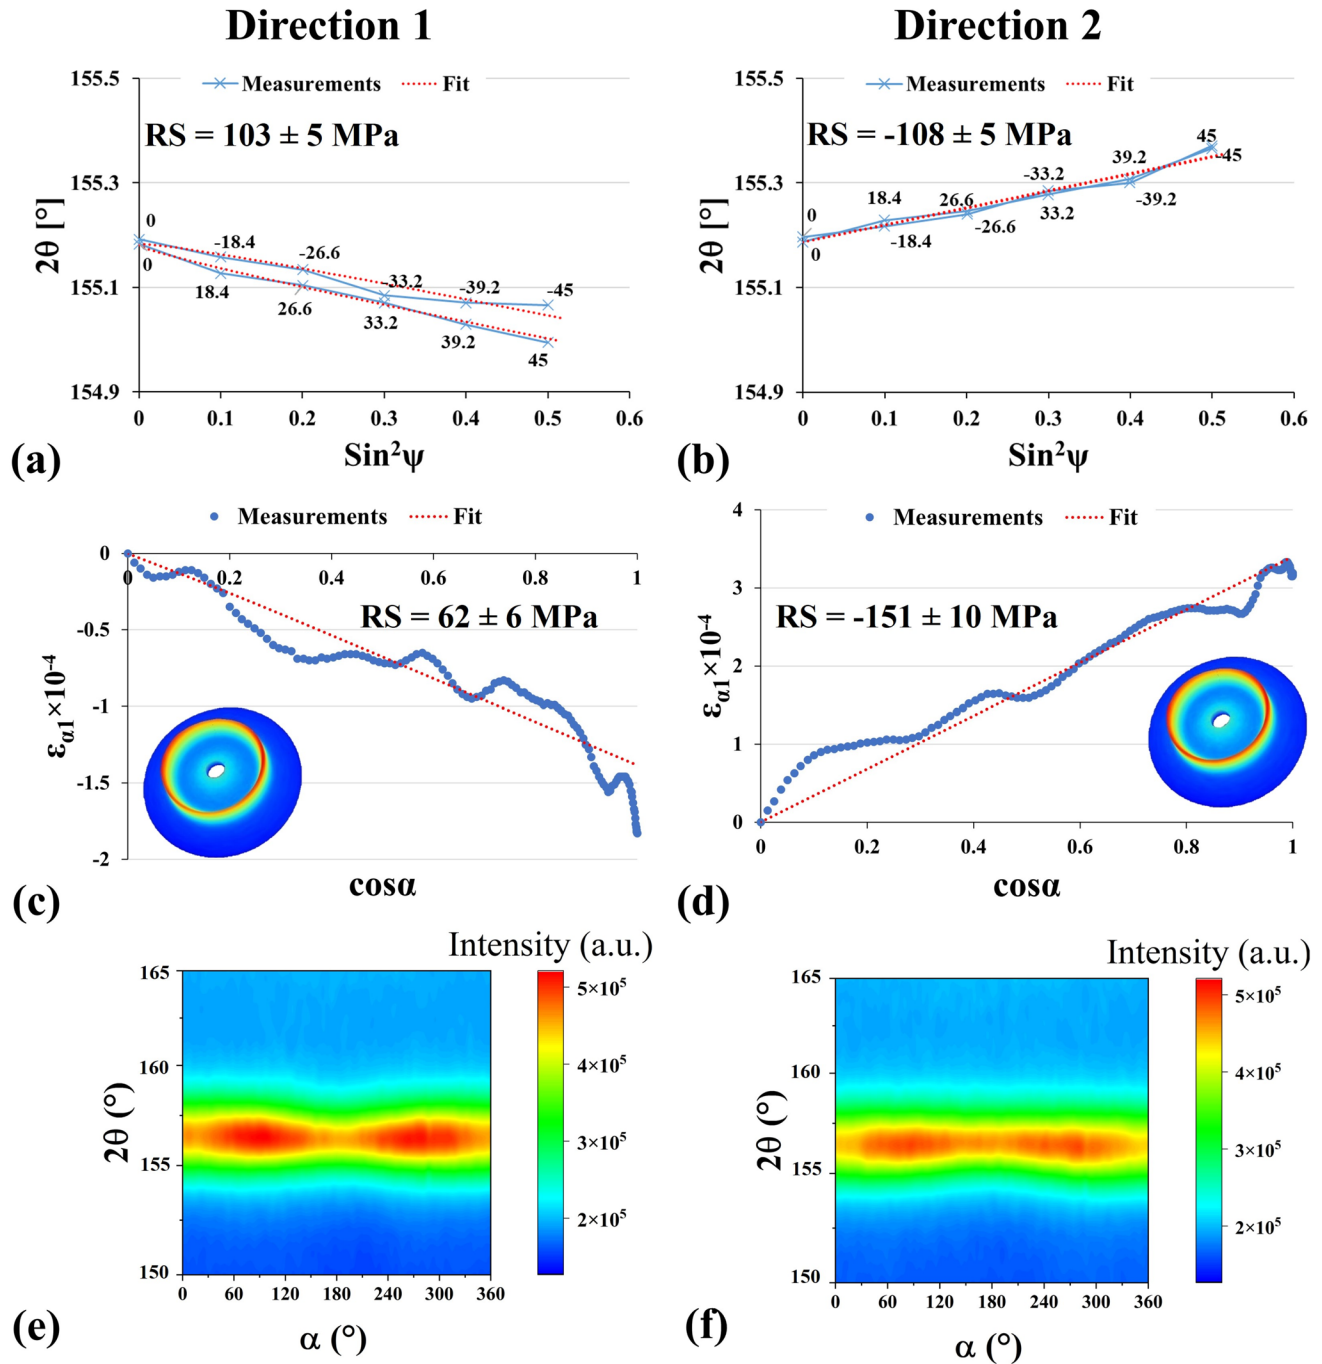 Direction 1
Direction 2
155.5
Measurements
Fit
RS = 103 ± 5 MPa
155.3
155.1
154.9
2θ [°]
0
-18.4
-26.6
-33.2
-39.2
-45
0
18.4
26.6
33.2
39.2
45
0
0.1
0.2
0.3
0.4
0.5
0.6
Sin²ψ
(a)
155.5
Measurements
Fit
RS = -108 ± 5 MPa
155.3
155.1
154.9
2θ [°]
0
18.4
26.6
-33.2
39.2
45
0
-18.4
-26.6
33.2
-39.2
-45
0
0.1
0.2
0.3
0.4
0.5
0.6
Sin²ψ
(b)
Measurements
Fit
0
-0.5
-1
-1.5
-2
εα1×10⁻⁴
0
0.2
0.4
0.6
0.8
1
RS = 62 ± 6 MPa
cosα
(c)
4
3
2
1
0
Measurements
Fit
RS = -151 ± 10 MPa
εα1×10⁻⁴
0
0.2
0.4
0.6
0.8
1
cosα
(d)
Intensity (a.u.)
165
160
155
150
2θ (°)
5×10⁵
4×10⁵
3×10⁵
2×10⁵
0
60
120
180
240
300
360
α (°)
(e)
Intensity (a.u.)
165
160
155
150
2θ (°)
5×10⁵
4×10⁵
3×10⁵
2×10⁵
0
60
120
180
240
300
360
α (°)
(f)